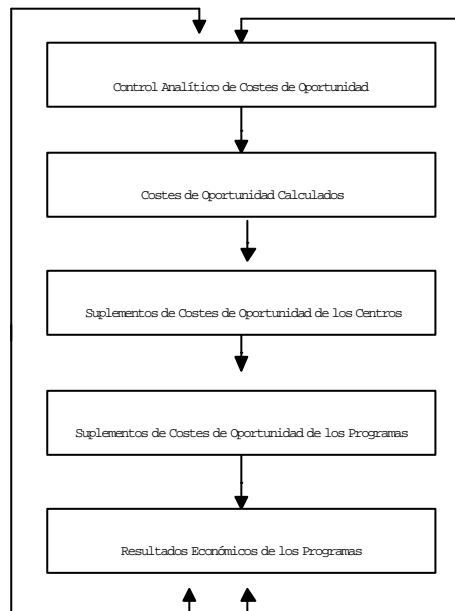 Control Analítico de Costes de Oportunidad
Costes de Oportunidad Calculados
Suplementos de Costes de Oportunidad de los Centros
Suplementos de Costes de Oportunidad de los Programas
Resultados Económicos de los Programas